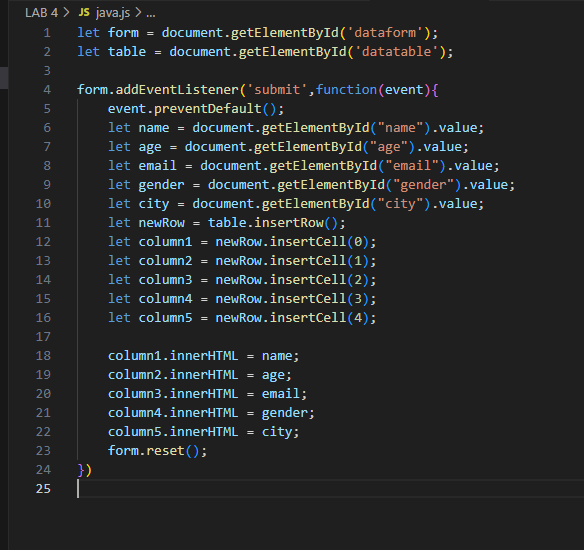 LAB 4 > JS java.js > ...
1 let form = document.getElementById('dataform');
2 let table = document.getElementById('datatable');
3
4 form.addEventListener('submit',function(event){
5     event.preventDefault();
6     let name = document.getElementById("name").value;
7     let age = document.getElementById("age").value;
8     let email = document.getElementById("email").value;
9     let gender = document.getElementById("gender").value;
10     let city = document.getElementById("city").value;
11     let newRow = table.insertRow();
12     let column1 = newRow.insertCell(0);
13     let column2 = newRow.insertCell(1);
14     let column3 = newRow.insertCell(2);
15     let column4 = newRow.insertCell(3);
16     let column5 = newRow.insertCell(4);
17
18     column1.innerHTML = name;
19     column2.innerHTML = age;
20     column3.innerHTML = email;
21     column4.innerHTML = gender;
22     column5.innerHTML = city;
23     form.reset();
24 })
25